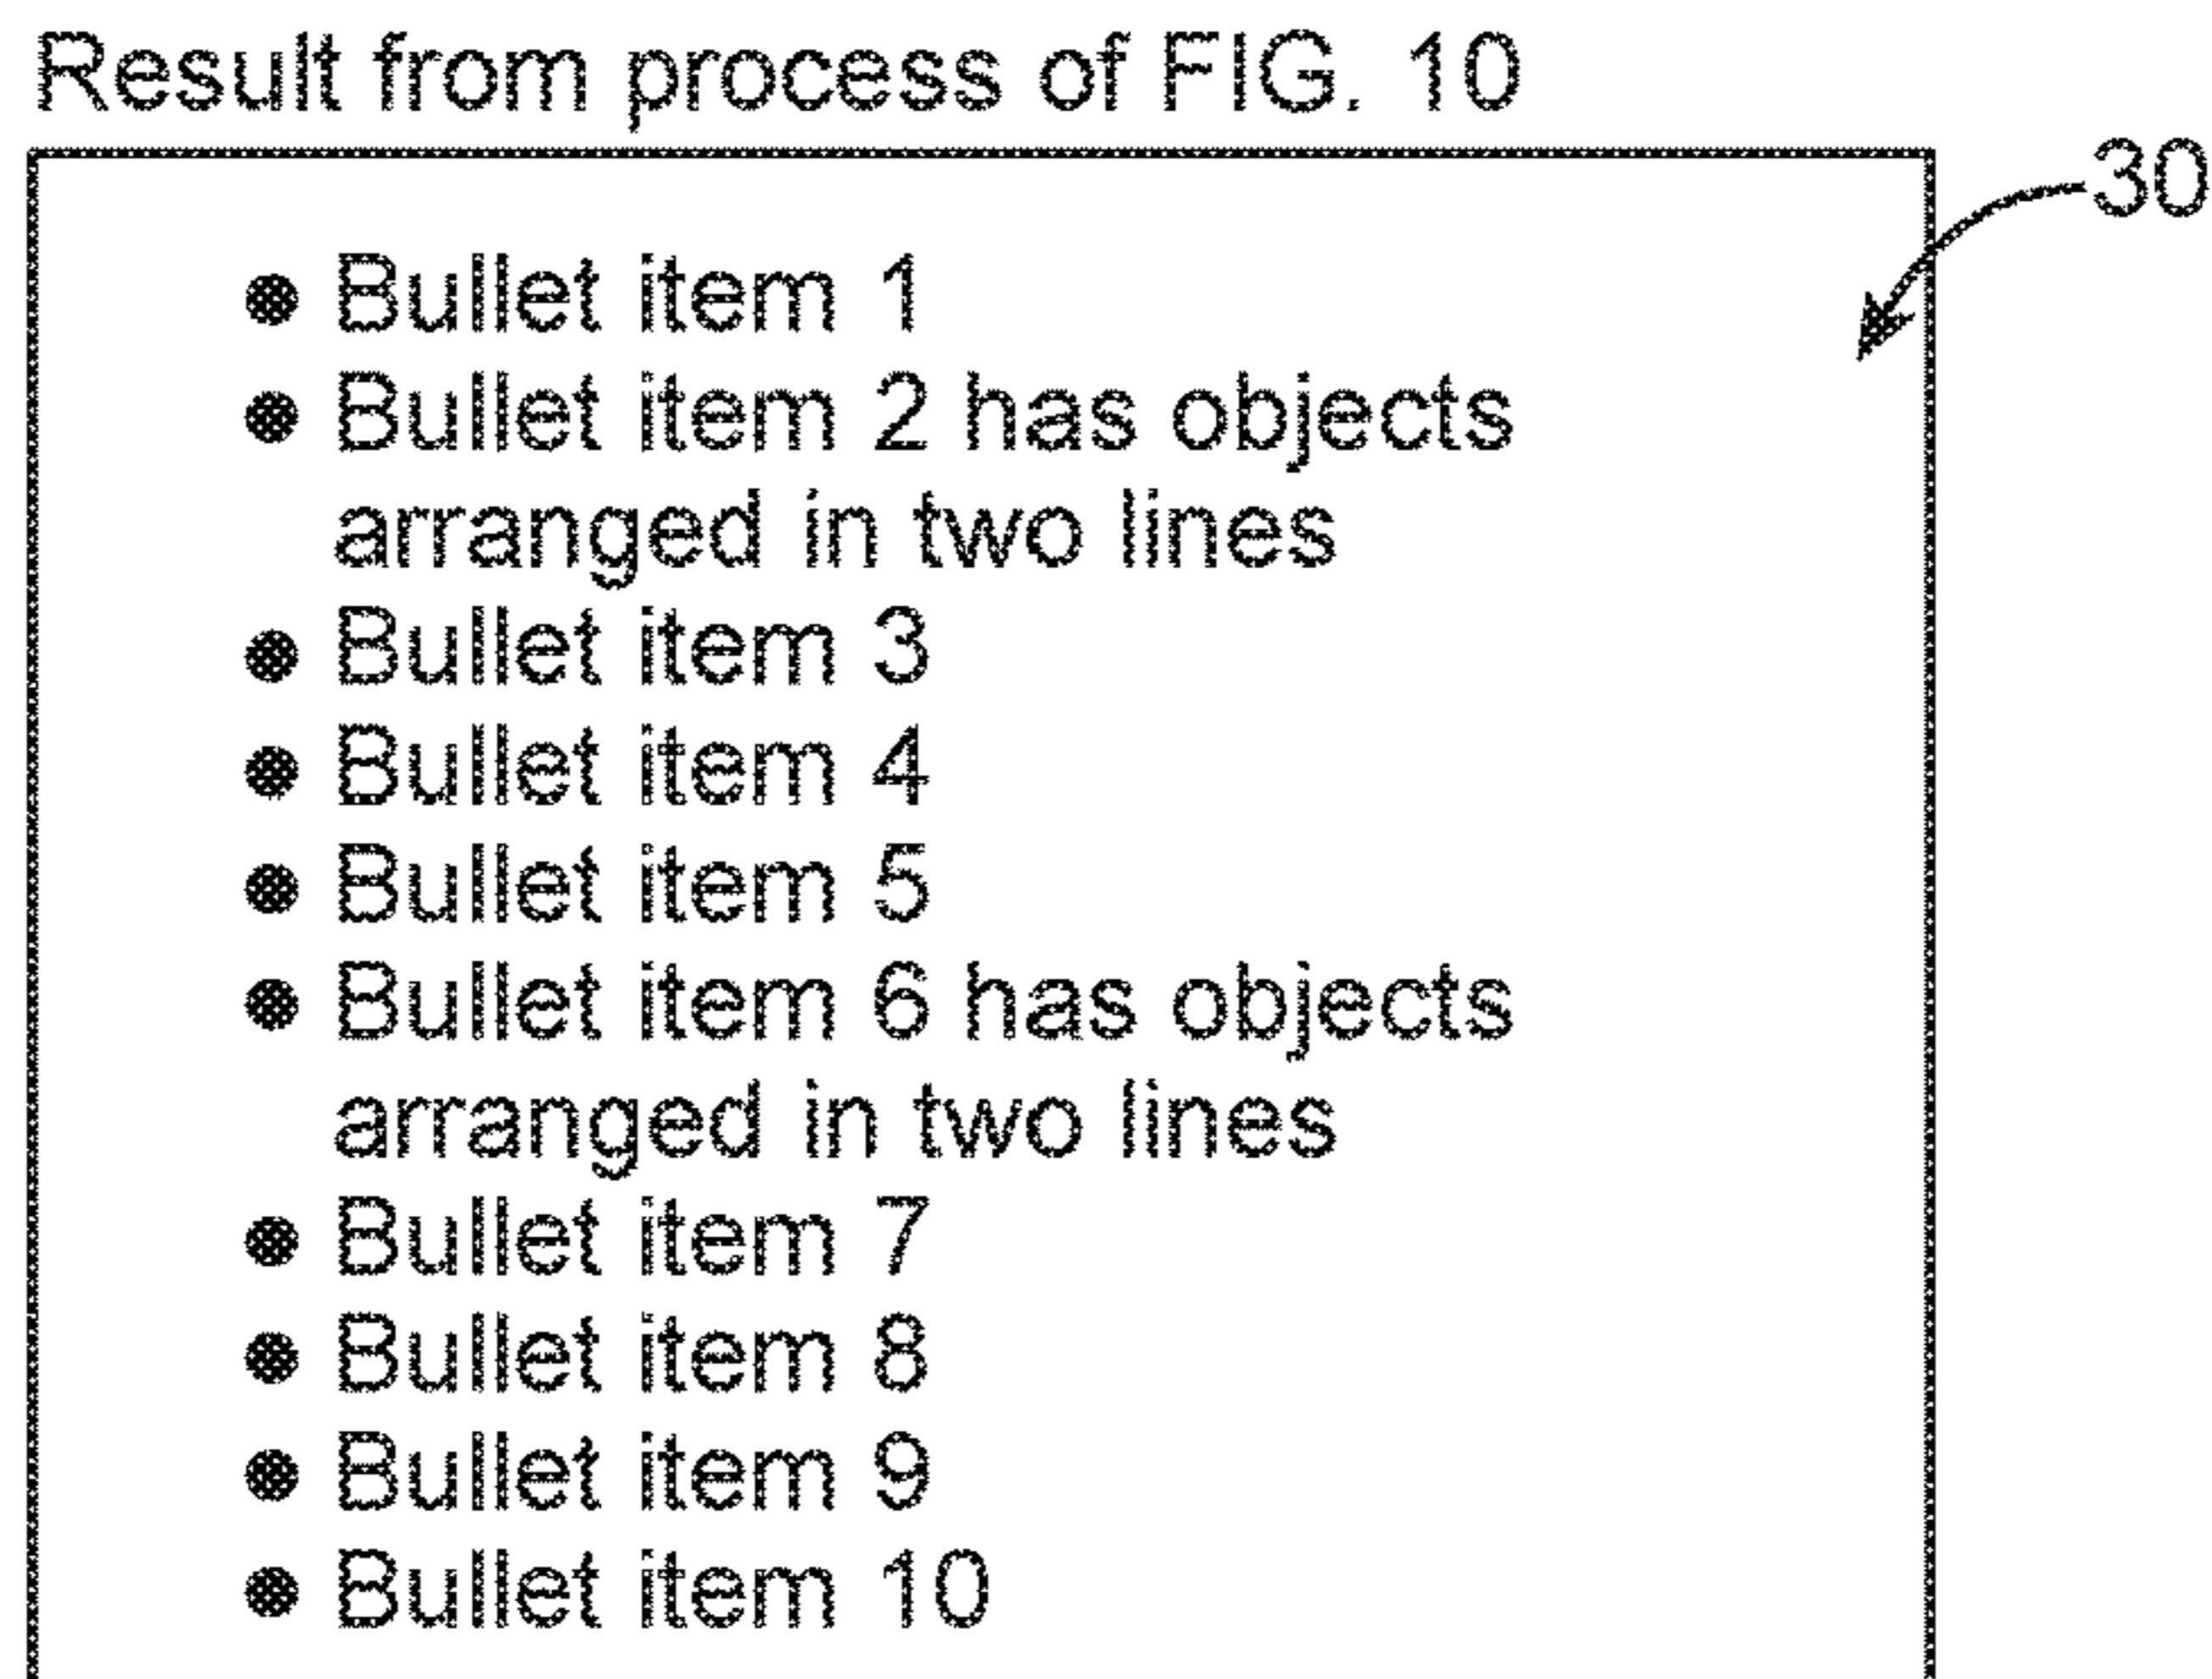 Result from process of FIG. 10
30
● Bullet item 1
● Bullet item 2 has objects
arranged in two lines
● Bullet item 3
● Bullet item 4
● Bullet item 5
● Bullet item 6 has objects
arranged in two lines
● Bullet item 7
● Bullet item 8
● Bullet item 9
● Bullet item 10